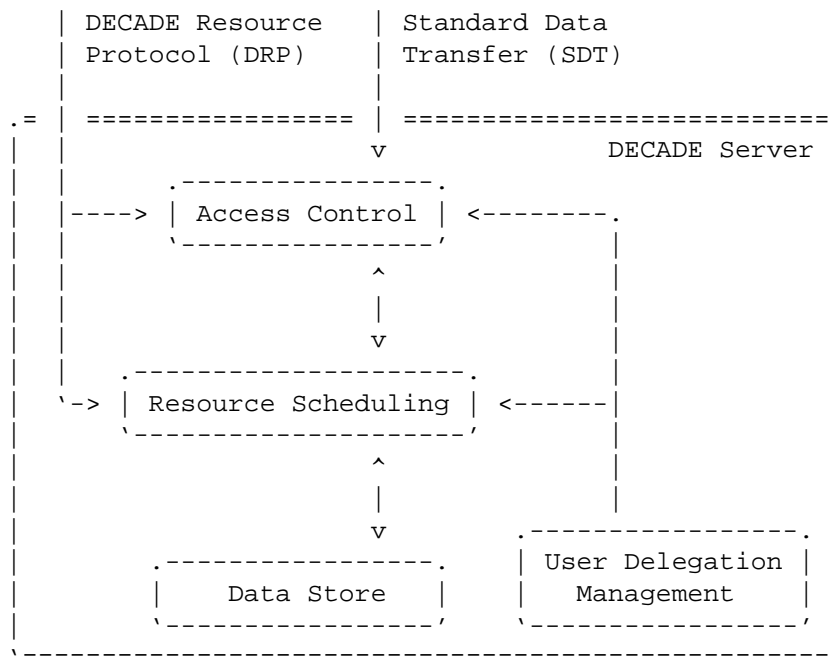 DECADE Resource Standard Data
Protocol (DRP) Transfer (SDT)
DECADE Server
Access Control
Resource Scheduling
User Delegation
Data Store Management